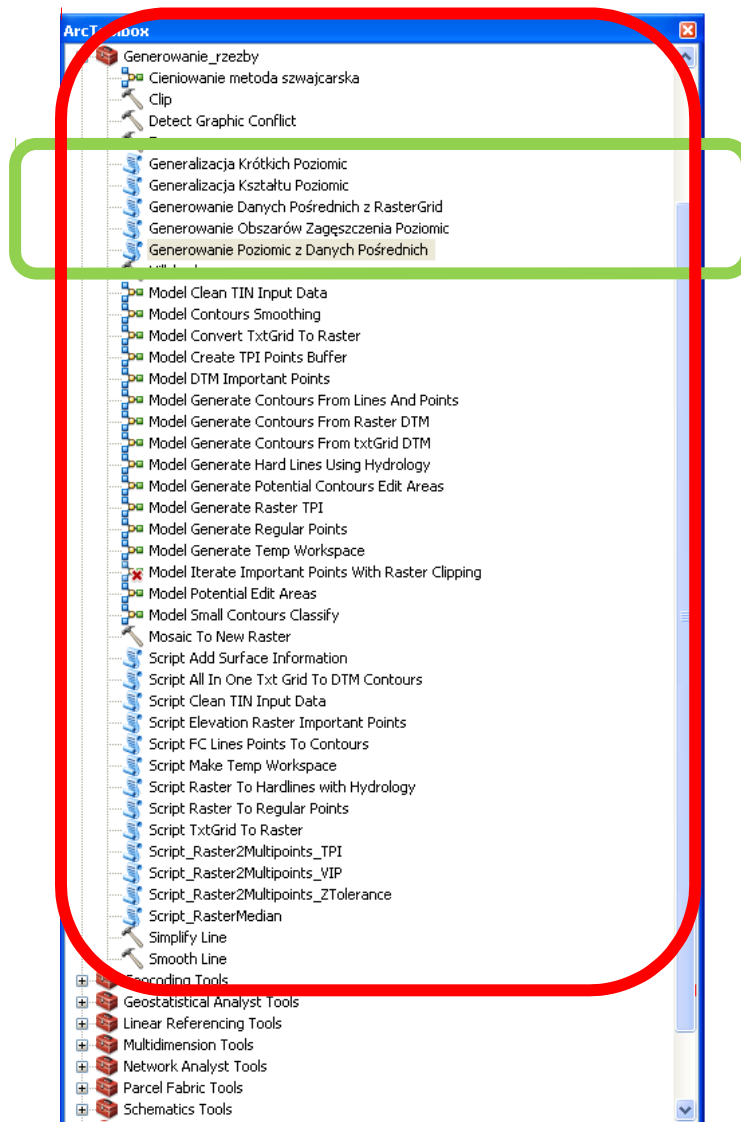 ArcToolbox
Generowanie_rzezby
Cieniowanie metoda szwajcarska
Clip
Detect Graphic Conflict
Generalizacja Krótkich Poziomic
Generalizacja Kształtu Poziomic
Generowanie Danych Pośrednich z RasterGrid
Generowanie Obszarów Zagęszczenia Poziomic
Generowanie Poziomic z Danych Pośrednich
Model Clean TIN Input Data
Model Contours Smoothing
Model Convert TxtGrid To Raster
Model Create TPI Points Buffer
Model DTM Important Points
Model Generate Contours From Lines And Points
Model Generate Contours From Raster DTM
Model Generate Contours From txtGrid DTM
Model Generate Hard Lines Using Hydrology
Model Generate Potential Contours Edit Areas
Model Generate Raster TPI
Model Generate Regular Points
Model Generate Temp Workspace
Model Iterate Important Points With Raster Clipping
Model Potential Edit Areas
Model Small Contours Classify
Mosaic To New Raster
Script Add Surface Information
Script All In One Txt Grid To DTM Contours
Script Clean TIN Input Data
Script Elevation Raster Important Points
Script FC Lines Points To Contours
Script Make Temp Workspace
Script Raster To Hardlines with Hydrology
Script Raster To Regular Points
Script TxtGrid To Raster
Script_Raster2Multipoints_TPI
Script_Raster2Multipoints_VIP
Script_Raster2Multipoints_ZTolerance
Script_RasterMedian
Simplify Line
Smooth Line
Geocoding Tools
Geostatistical Analyst Tools
Linear Referencing Tools
Multidimension Tools
Network Analyst Tools
Parcel Fabric Tools
Schematics Tools